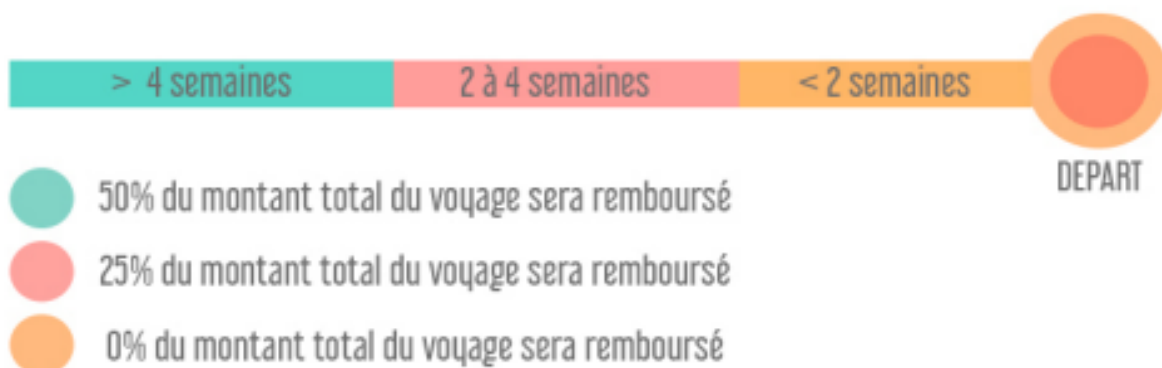 > 4 semaines 2 à 4 semaines < 2 semaines
DEPART
50% du montant total du voyage sera remboursé
25% du montant total du voyage sera remboursé
0% du montant total du voyage sera remboursé